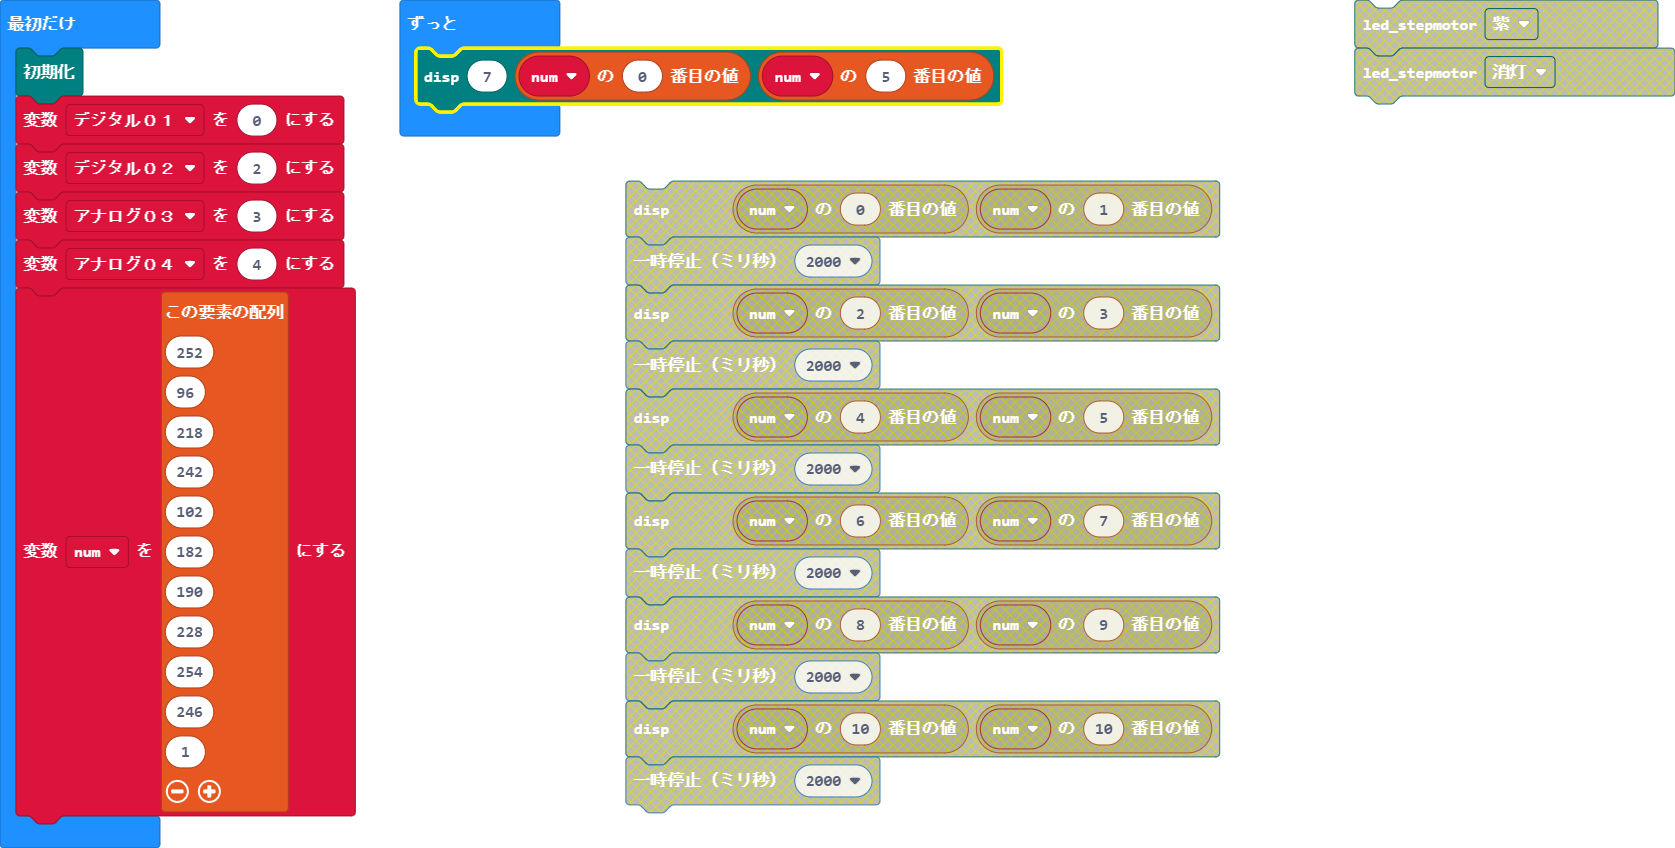 最初だけ
初期化
変数 デジタル０１ を 0 にする
変数 デジタル０２ を 2 にする
変数 アナログ０３ を 3 にする
変数 アナログ０４ を 4 にする
変数 num を この要素の配列 にする
252
96
218
242
102
182
190
228
254
246
1
ずっと
disp 7 num の 0 番目の値 num の 5 番目の値
disp num の 0 番目の値 num の 1 番目の値
一時停止（ミリ秒） 2000
disp num の 2 番目の値 num の 3 番目の値
一時停止（ミリ秒） 2000
disp num の 4 番目の値 num の 5 番目の値
一時停止（ミリ秒） 2000
disp num の 6 番目の値 num の 7 番目の値
一時停止（ミリ秒） 2000
disp num の 8 番目の値 num の 9 番目の値
一時停止（ミリ秒） 2000
disp num の 10 番目の値 num の 10 番目の値
一時停止（ミリ秒） 2000
led_stepmotor 紫
led_stepmotor 消灯